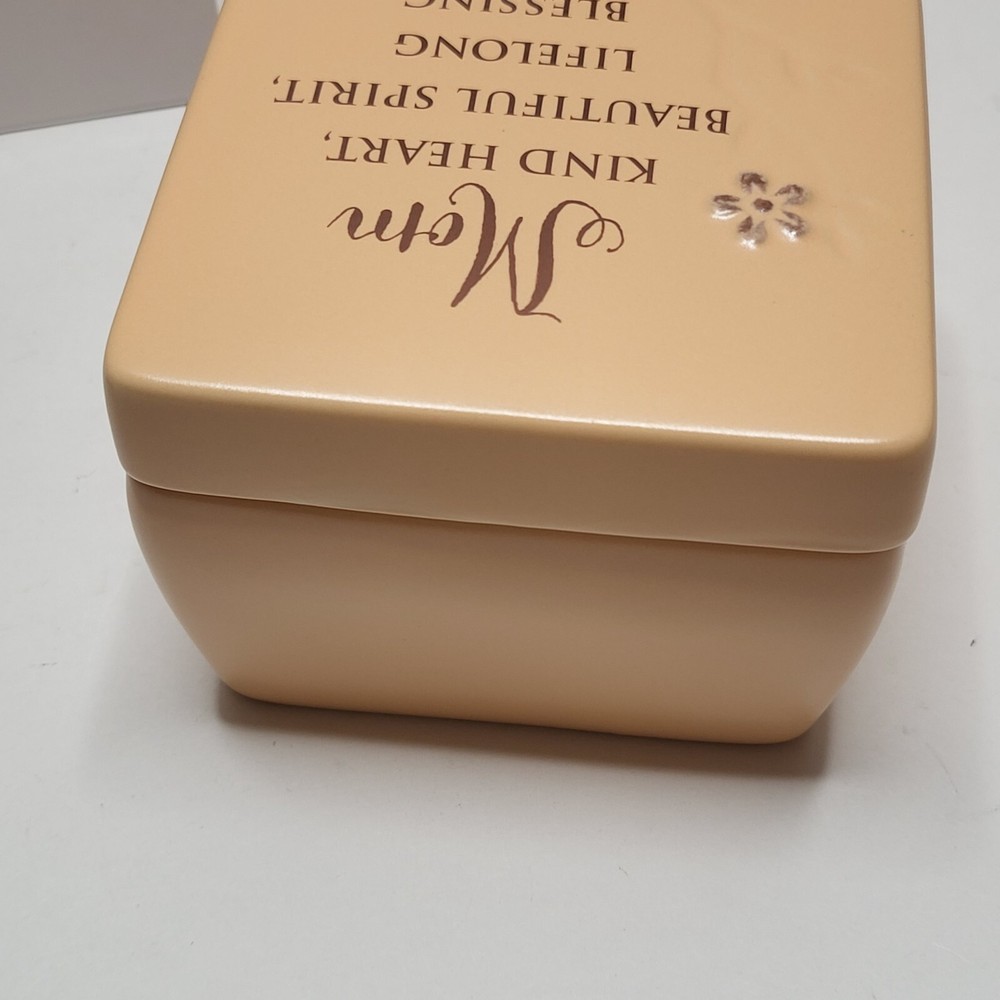 Mom
KIND HEART,
BEAUTIFUL SPIRIT,
LIFELONG
BLESSING